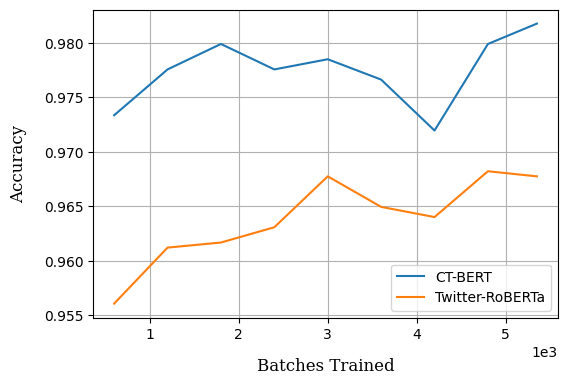 0.980
0.975
0.970
0.965
0.960
0.955
Accuracy
1 2 3 4 5
1e3
Batches Trained
CT-BERT
Twitter-RoBERTa